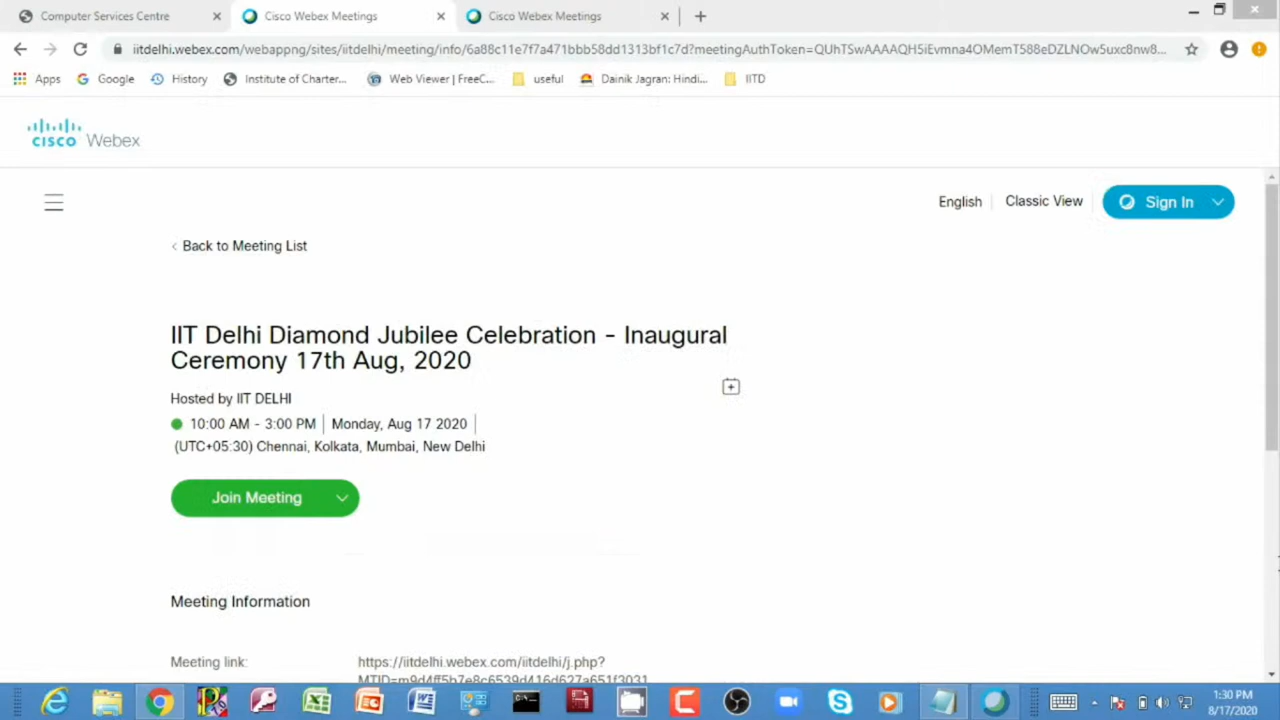 Computer Services Centre
Cisco Webex Meetings
Cisco Webex Meetings
iitdelhi.webex.com/webappng/sites/iitdelhi/meeting/info/6a88c11e7f7a471bbb58dd1313bf1c7d?meetingAuthToken=QUhTSwAAAAQH5iEvmna4OMemT588eDZLNOw5uxc8nw8...
Apps
Google
History
Institute of Charter...
Web Viewer | FreeC...
useful
Dainik Jagran: Hindi...
IITD
cisco Webex
English
Classic View
Sign In
Back to Meeting List
IIT Delhi Diamond Jubilee Celebration - Inaugural
Ceremony 17th Aug, 2020
Hosted by IIT DELHI
10:00 AM - 3:00 PM | Monday, Aug 17 2020
(UTC+05:30) Chennai, Kolkata, Mumbai, New Delhi
Join Meeting
Meeting Information
Meeting link:
https://iitdelhi.webex.com/iitdelhi/j.php?
MTID=m9d4ff5b7e8c6539d416d627a651f3031
1:30 PM
8/17/2020